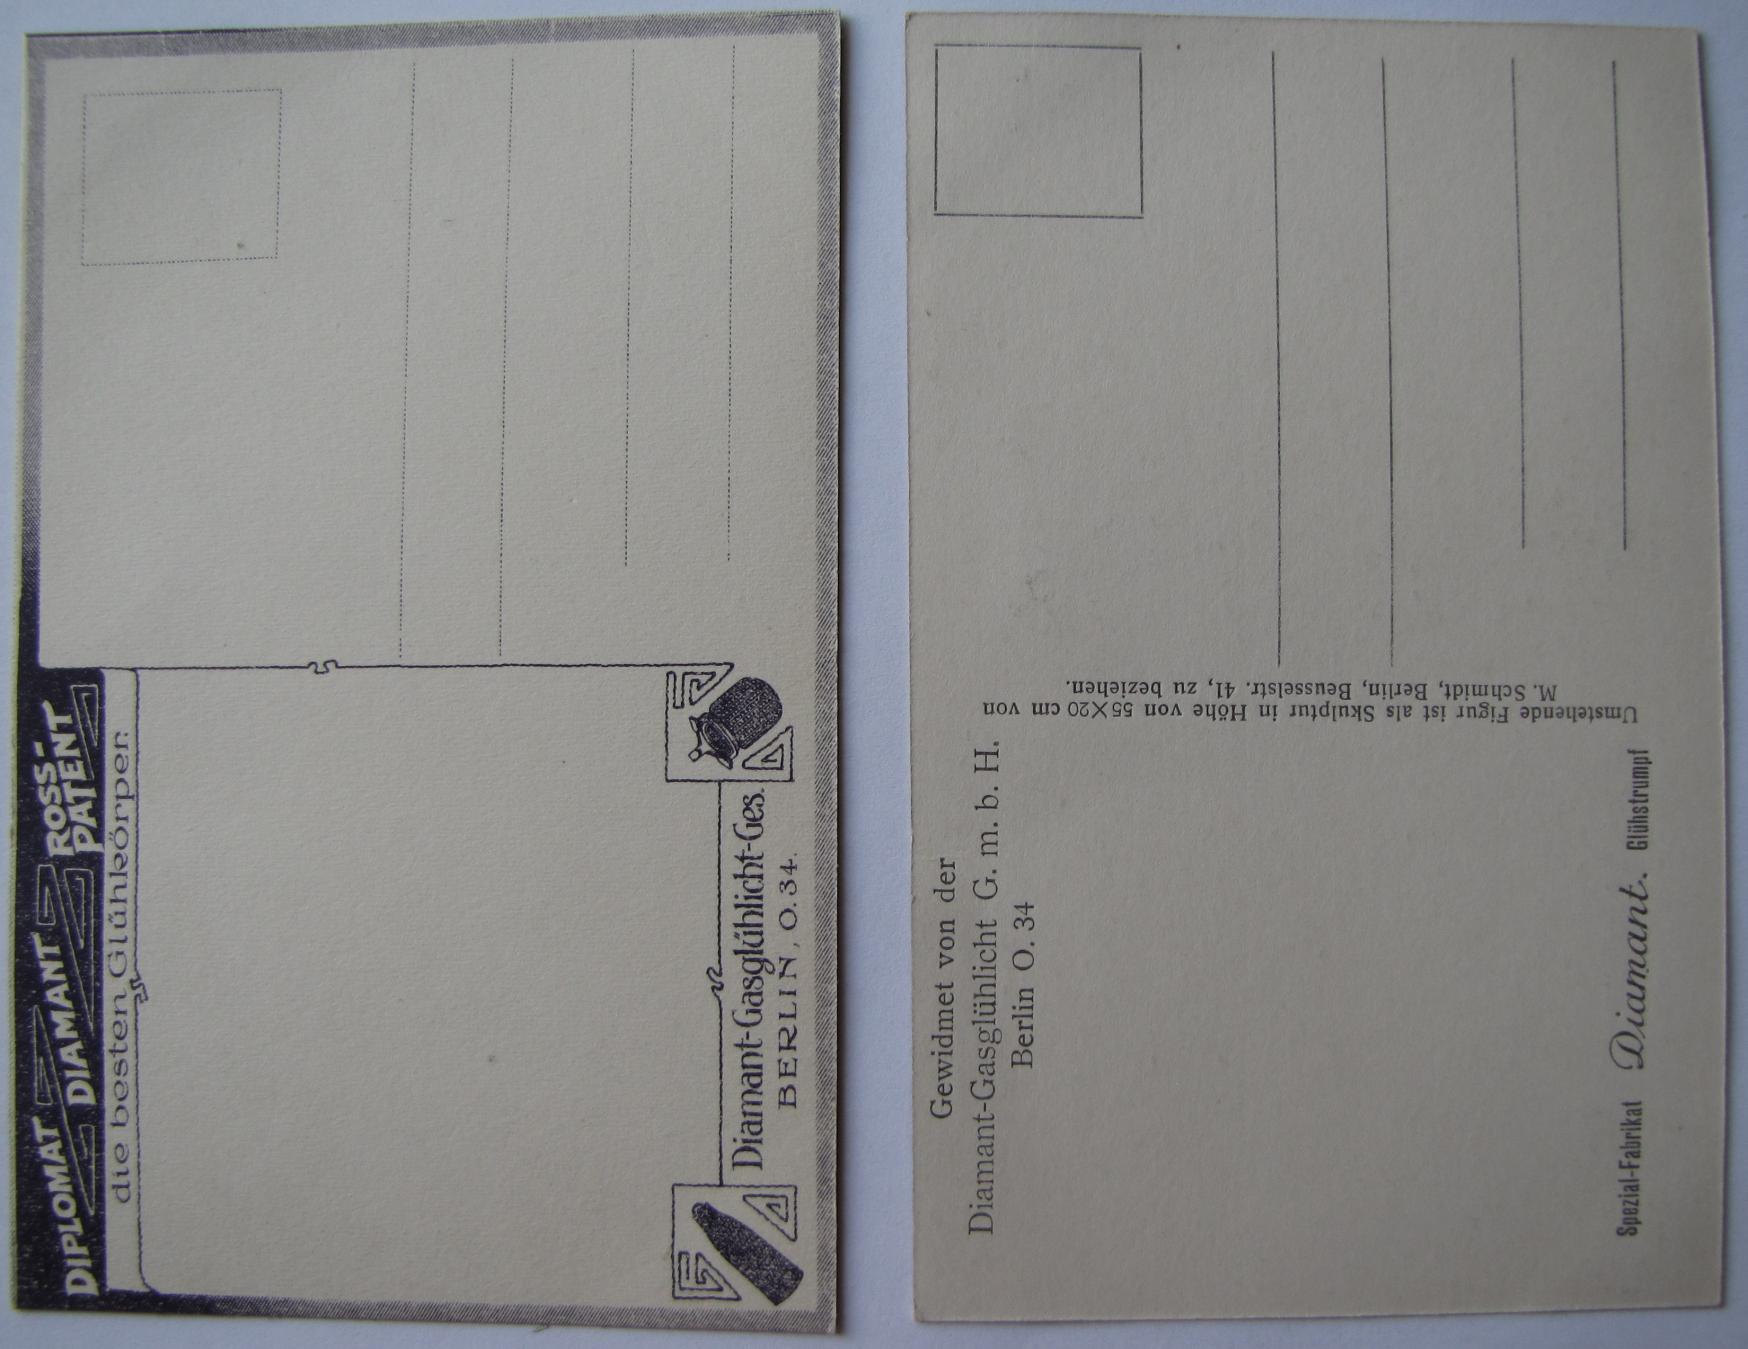 DIPLOMAT DIAMANT ROSS-
PATENT
die besten Glühkörper.
Diamant-Gasglühlicht-Ges.
BERLIN, O. 34.
Gewidmet von der
Diamant-Gasglühlicht G. m. b. H.
Berlin O. 34
Umstehende Figur ist als Skulptur in Höhe von 55×20 cm von
M. Schmidt, Berlin, Beusselstr. 41, zu beziehen.
Spezial-Fabrikat Diamant. Glühstrumpf